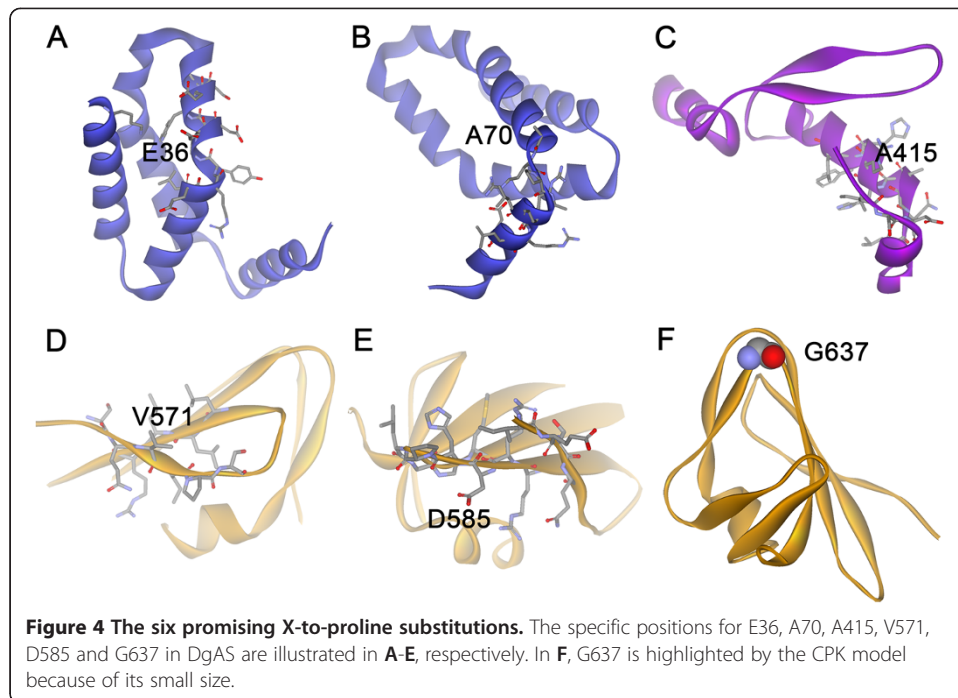 A
B
C
E36
A70
A415
D
E
F
V571
D585
G637
Figure 4 The six promising X-to-proline substitutions. The specific positions for E36, A70, A415, V571,
D585 and G637 in DgAS are illustrated in A-E, respectively. In F, G637 is highlighted by the CPK model
because of its small size.